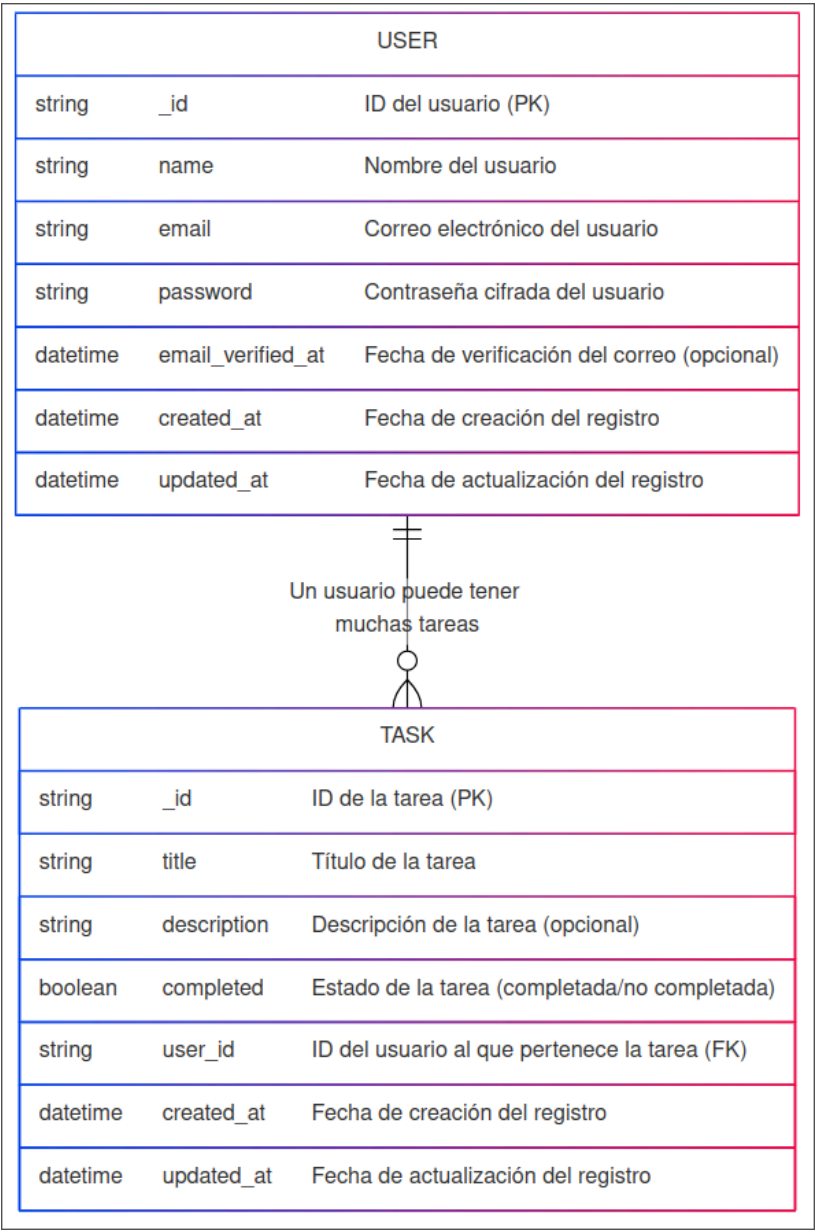 USER
string _id ID del usuario (PK)
string name Nombre del usuario
string email Correo electrónico del usuario
string password Contraseña cifrada del usuario
datetime email_verified_at Fecha de verificación del correo (opcional)
datetime created_at Fecha de creación del registro
datetime updated_at Fecha de actualización del registro
Un usuario puede tener
muchas tareas
TASK
string _id ID de la tarea (PK)
string title Título de la tarea
string description Descripción de la tarea (opcional)
boolean completed Estado de la tarea (completada/no completada)
string user_id ID del usuario al que pertenece la tarea (FK)
datetime created_at Fecha de creación del registro
datetime updated_at Fecha de actualización del registro